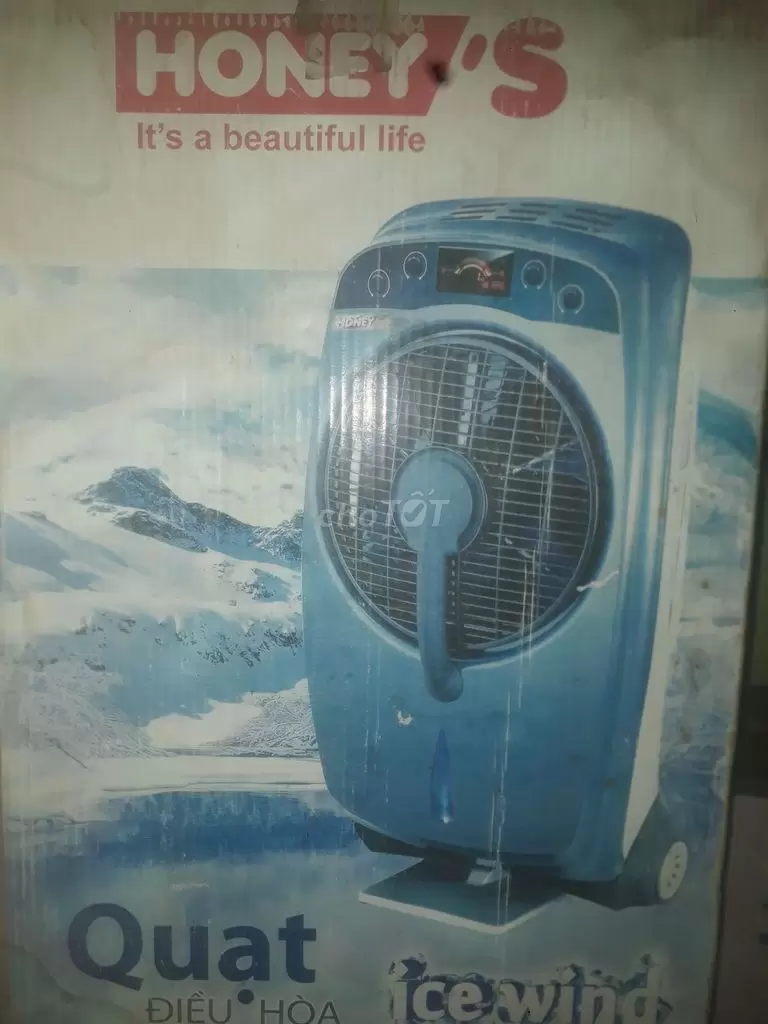 HONEY'S
It's a beautiful life
HONEY
choTỐT
Quạt
ĐIỀU HÒA
ice wind